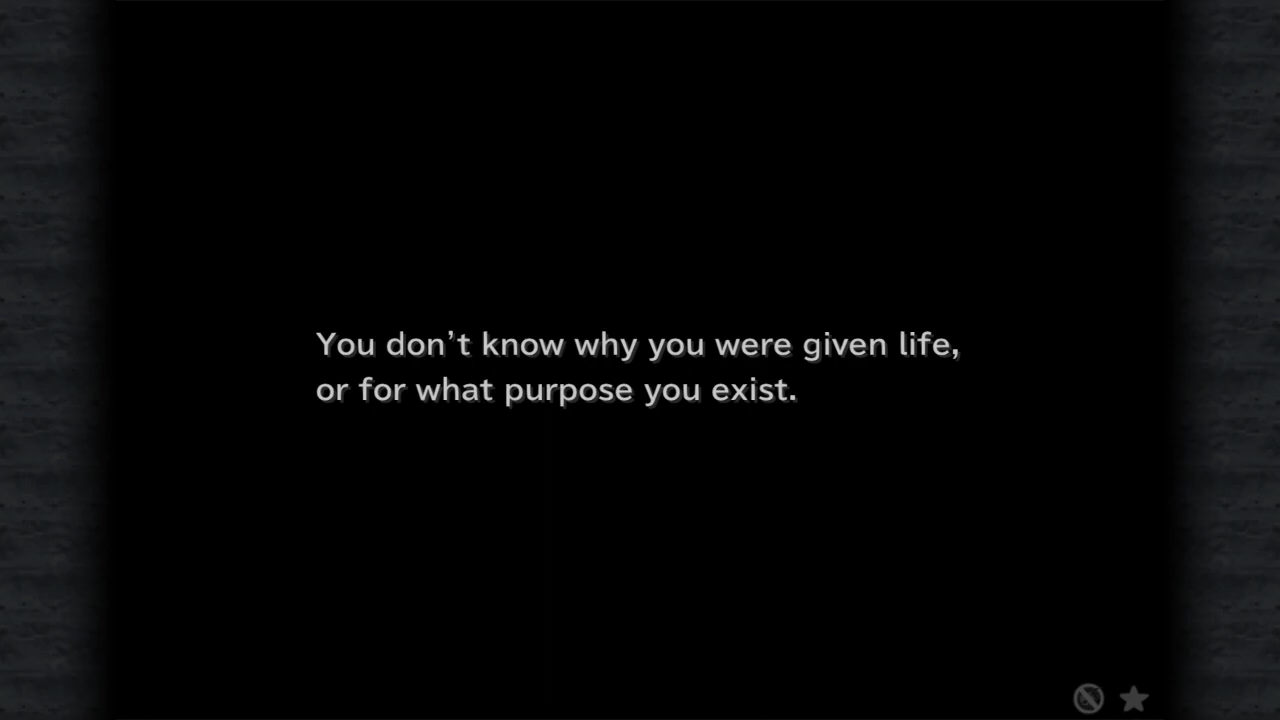 You don’t know why you were given life,
or for what purpose you exist.